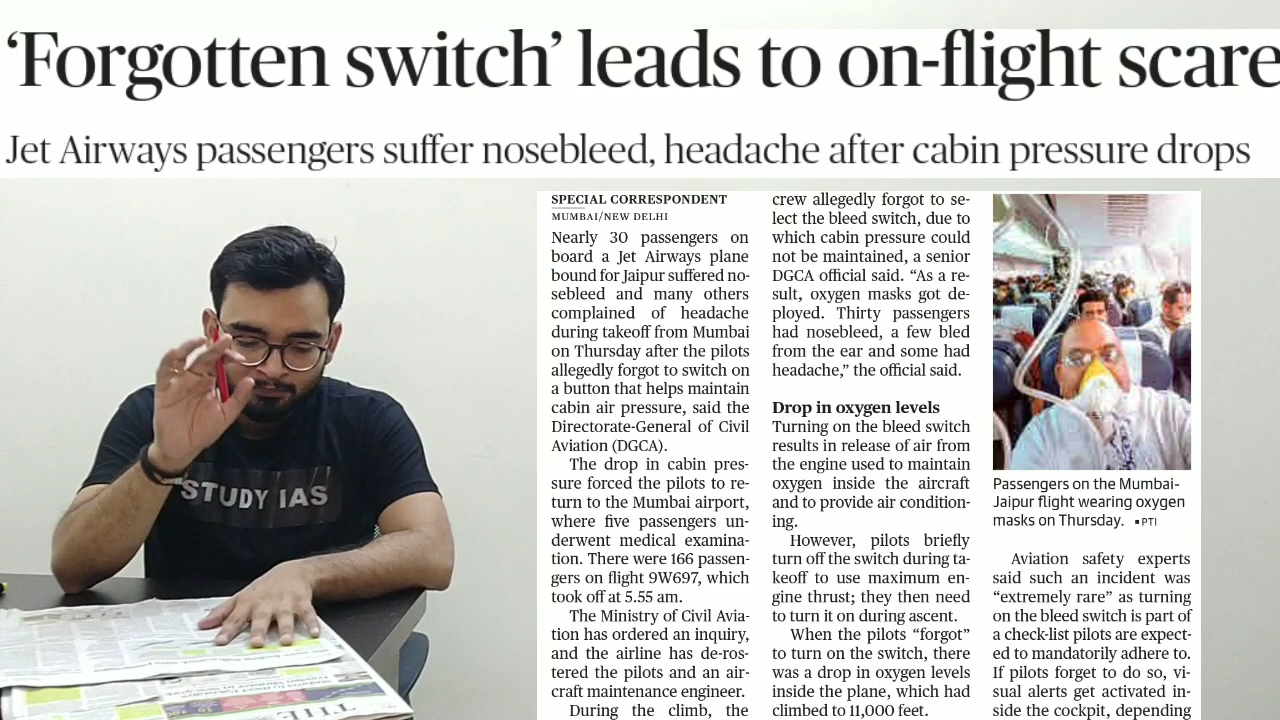 ‘Forgotten switch’ leads to on-flight scare
Jet Airways passengers suffer nosebleed, headache after cabin pressure drops
SPECIAL CORRESPONDENT
MUMBAI/NEW DELHI
Nearly 30 passengers on
board a Jet Airways plane
bound for Jaipur suffered no-
sebleed and many others
complained of headache
during takeoff from Mumbai
on Thursday after the pilots
allegedly forgot to switch on
a button that helps maintain
cabin air pressure, said the
Directorate-General of Civil
Aviation (DGCA).
The drop in cabin pres-
sure forced the pilots to re-
turn to the Mumbai airport,
where five passengers un-
derwent medical examina-
tion. There were 166 passen-
gers on flight 9W697, which
took off at 5.55 am.
The Ministry of Civil Avia-
tion has ordered an inquiry,
and the airline has de-ros-
tered the pilots and an air-
craft maintenance engineer.
During the climb, the
crew allegedly forgot to se-
lect the bleed switch, due to
which cabin pressure could
not be maintained, a senior
DGCA official said. “As a re-
sult, oxygen masks got de-
ployed. Thirty passengers
had nosebleed, a few bled
from the ear and some had
headache,” the official said.
Drop in oxygen levels
Turning on the bleed switch
results in release of air from
the engine used to maintain
oxygen inside the aircraft
and to provide air condition-
ing.
However, pilots briefly
turn off the switch during ta-
keoff to use maximum en-
gine thrust; they then need
to turn it on during ascent.
When the pilots “forgot”
to turn on the switch, there
was a drop in oxygen levels
inside the plane, which had
climbed to 11,000 feet.
Passengers on the Mumbai-
Jaipur flight wearing oxygen
masks on Thursday. ▪PTI
Aviation safety experts
said such an incident was
“extremely rare” as turning
on the bleed switch is part of
a check-list pilots are expect-
ed to mandatorily adhere to.
If pilots forget to do so, vi-
sual alerts get activated in-
side the cockpit, depending
STUDY IAS
THE